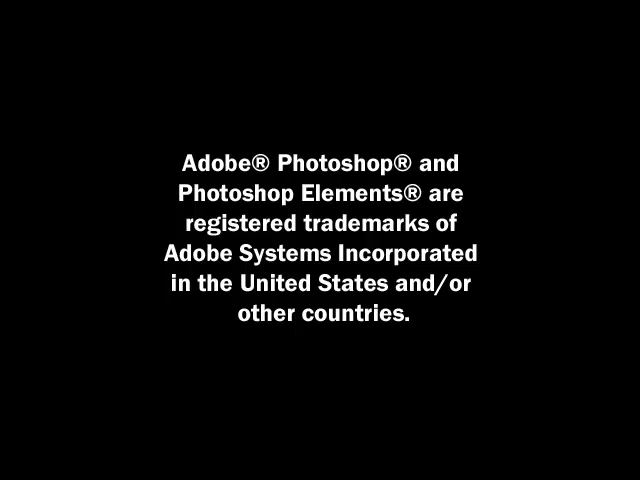 Adobe® Photoshop® and
Photoshop Elements® are
registered trademarks of
Adobe Systems Incorporated
in the United States and/or
other countries.